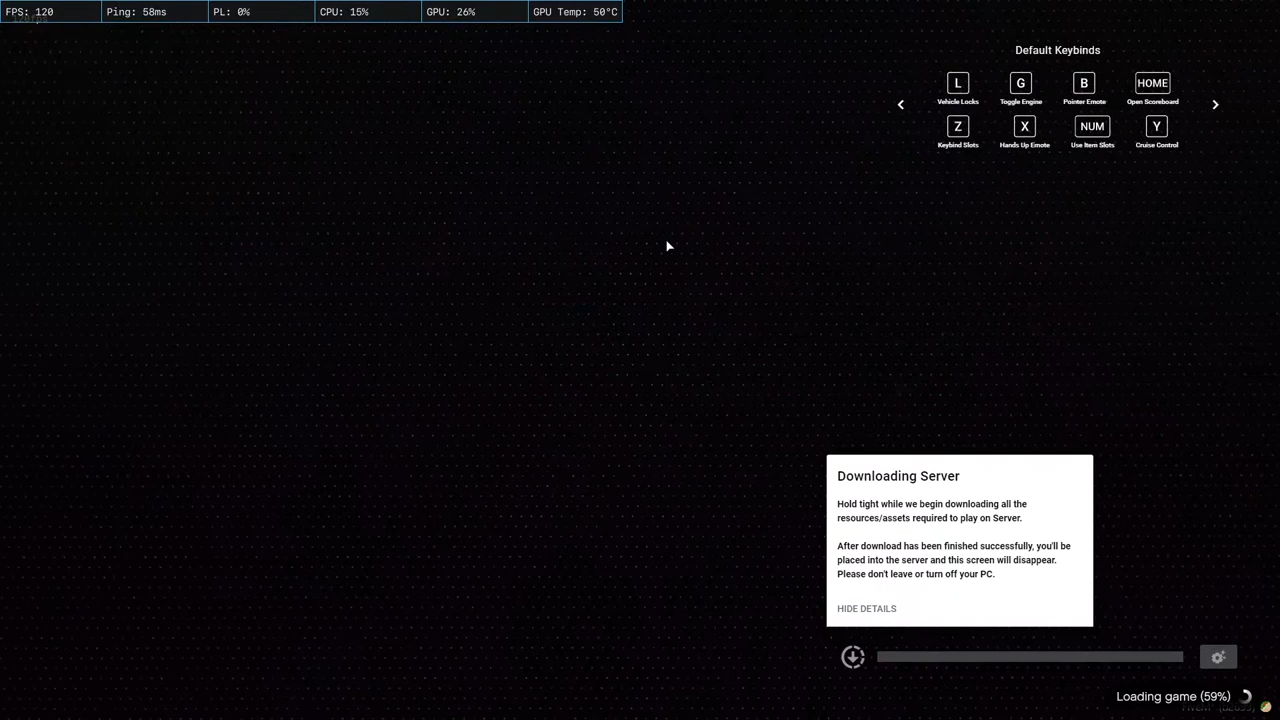 FPS: 120 Ping: 58ms PL: 0% CPU: 15% GPU: 26% GPU Temp: 50°C
120fps
Default Keybinds
L G B HOME
Vehicle Locks Toggle Engine Pointer Emote Open Scoreboard
Z X NUM Y
Keybind Slots Hands Up Emote Use Item Slots Cruise Control
Downloading Server
Hold tight while we begin downloading all the
resources/assets required to play on Server.
After download has been finished successfully, you'll be
placed into the server and this screen will disappear.
Please don't leave or turn off your PC.
HIDE DETAILS
Loading game (59%)